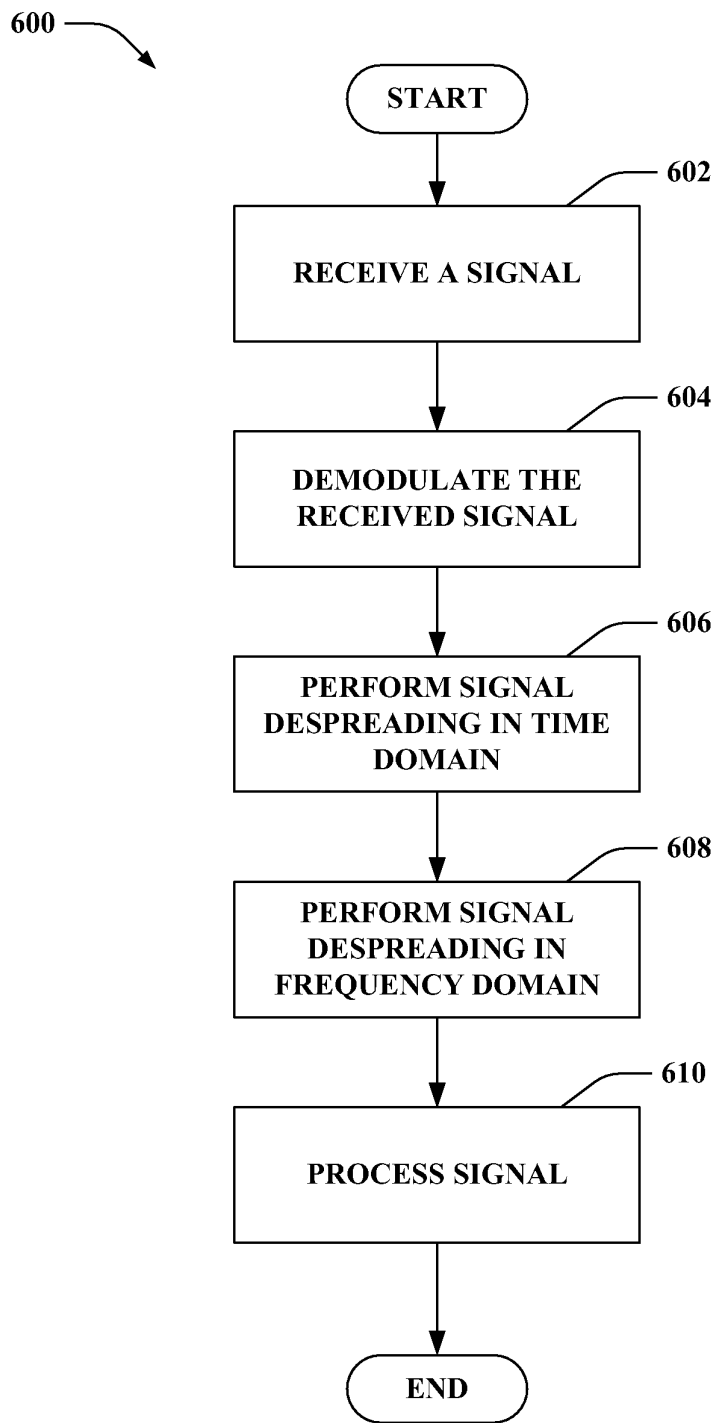 600
START
602
RECEIVE A SIGNAL
604
DEMODULATE THE
RECEIVED SIGNAL
606
PERFORM SIGNAL
DESPREADING IN TIME
DOMAIN
608
PERFORM SIGNAL
DESPREADING IN
FREQUENCY DOMAIN
610
PROCESS SIGNAL
END